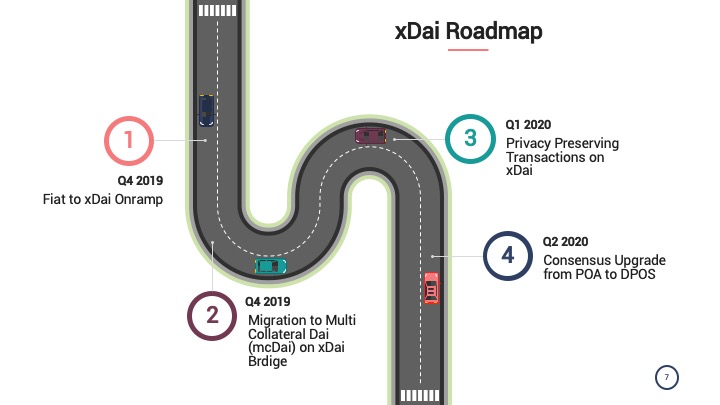 xDai Roadmap
1
Q4 2019
Fiat to xDai Onramp
2
Q4 2019
Migration to Multi
Collateral Dai
(mcDai) on xDai
Brdige
3
Q1 2020
Privacy Preserving
Transactions on
xDai
4
Q2 2020
Consensus Upgrade
from POA to DPOS
7